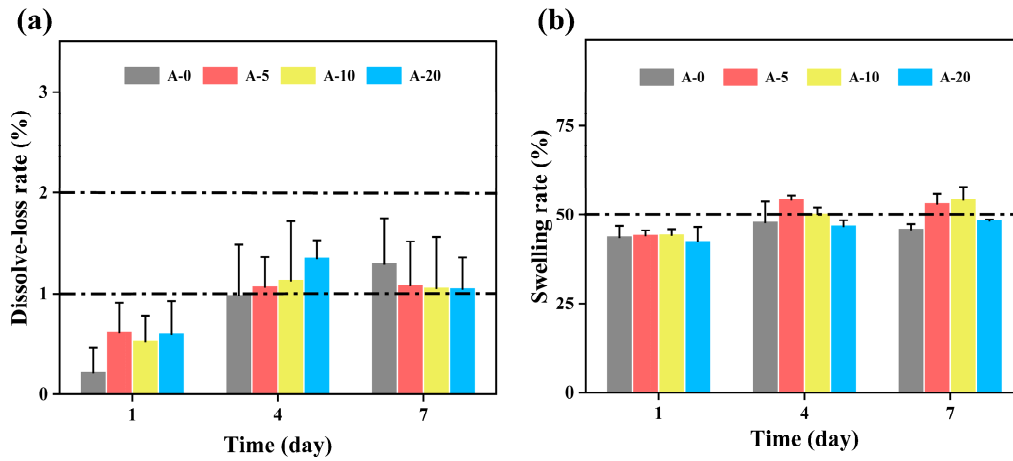 (a)
A-0 A-5 A-10 A-20
Dissolve-loss rate (%)
3
2
1
0
1 4 7
Time (day)
(b)
A-0 A-5 A-10 A-20
Swelling rate (%)
75
50
25
0
1 4 7
Time (day)